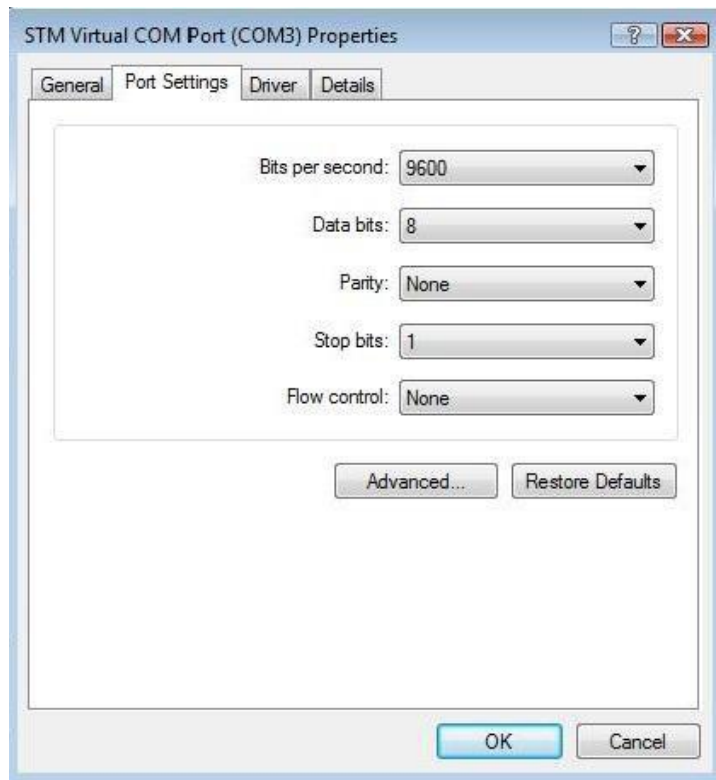 STM Virtual COM Port (COM3) Properties ?
General Port Settings Driver Details
Bits per second: 9600
Data bits: 8
Parity: None
Stop bits: 1
Flow control: None
Advanced... Restore Defaults
OK Cancel